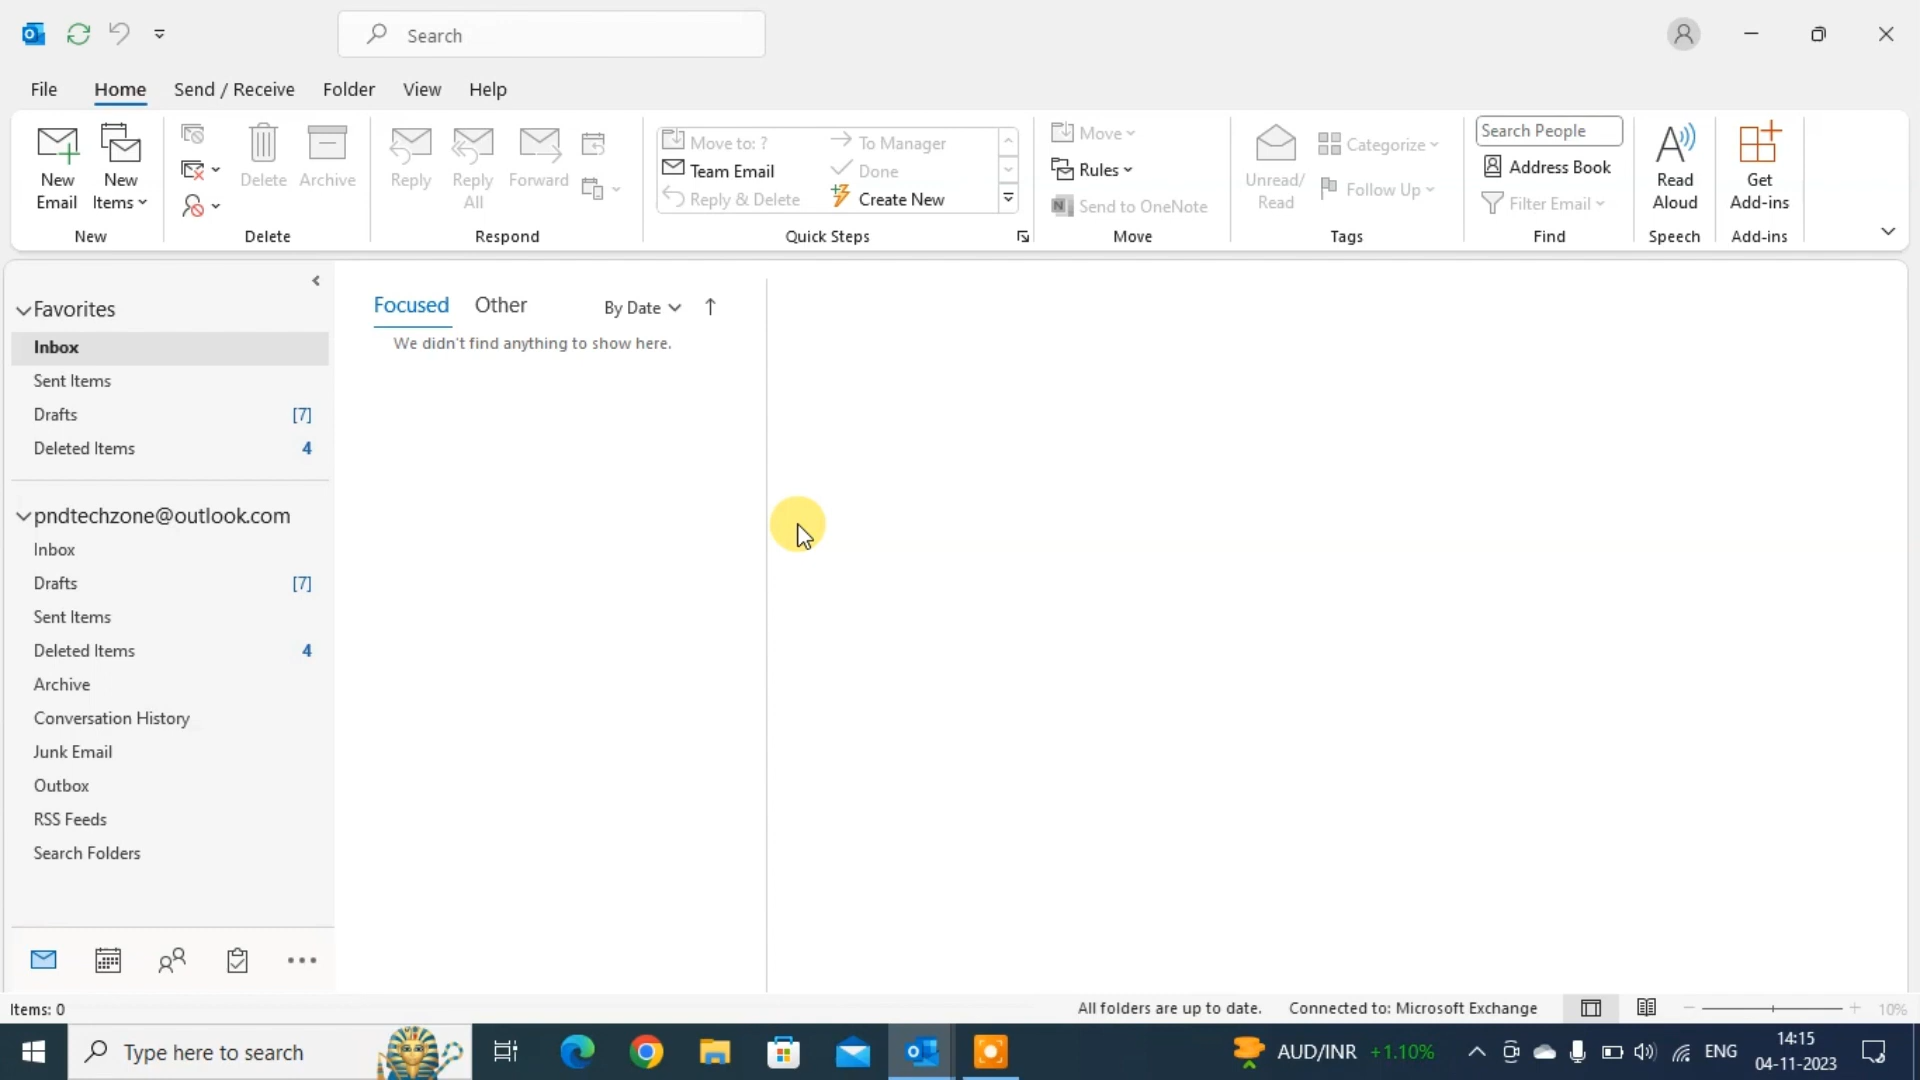 Search
File Home Send / Receive Folder View Help
New Email
New Items
Delete
Archive
Reply
Reply All
Forward
Move to: ?
Team Email
Reply & Delete
To Manager
Done
Create New
Move
Rules
Send to OneNote
Unread/ Read
Categorize
Follow Up
Search People
Address Book
Filter Email
Read Aloud
Get Add-ins
New Delete Respond Quick Steps Move Tags Find Speech Add-ins
Favorites
Inbox
Sent Items
Drafts [7]
Deleted Items 4
pndtechzone@outlook.com
Inbox
Drafts [7]
Sent Items
Deleted Items 4
Archive
Conversation History
Junk Email
Outbox
RSS Feeds
Search Folders
Focused Other By Date
We didn't find anything to show here.
Items: 0
All folders are up to date. Connected to: Microsoft Exchange 10%
Type here to search
AUD/INR +1.10%
ENG
14:15
04-11-2023